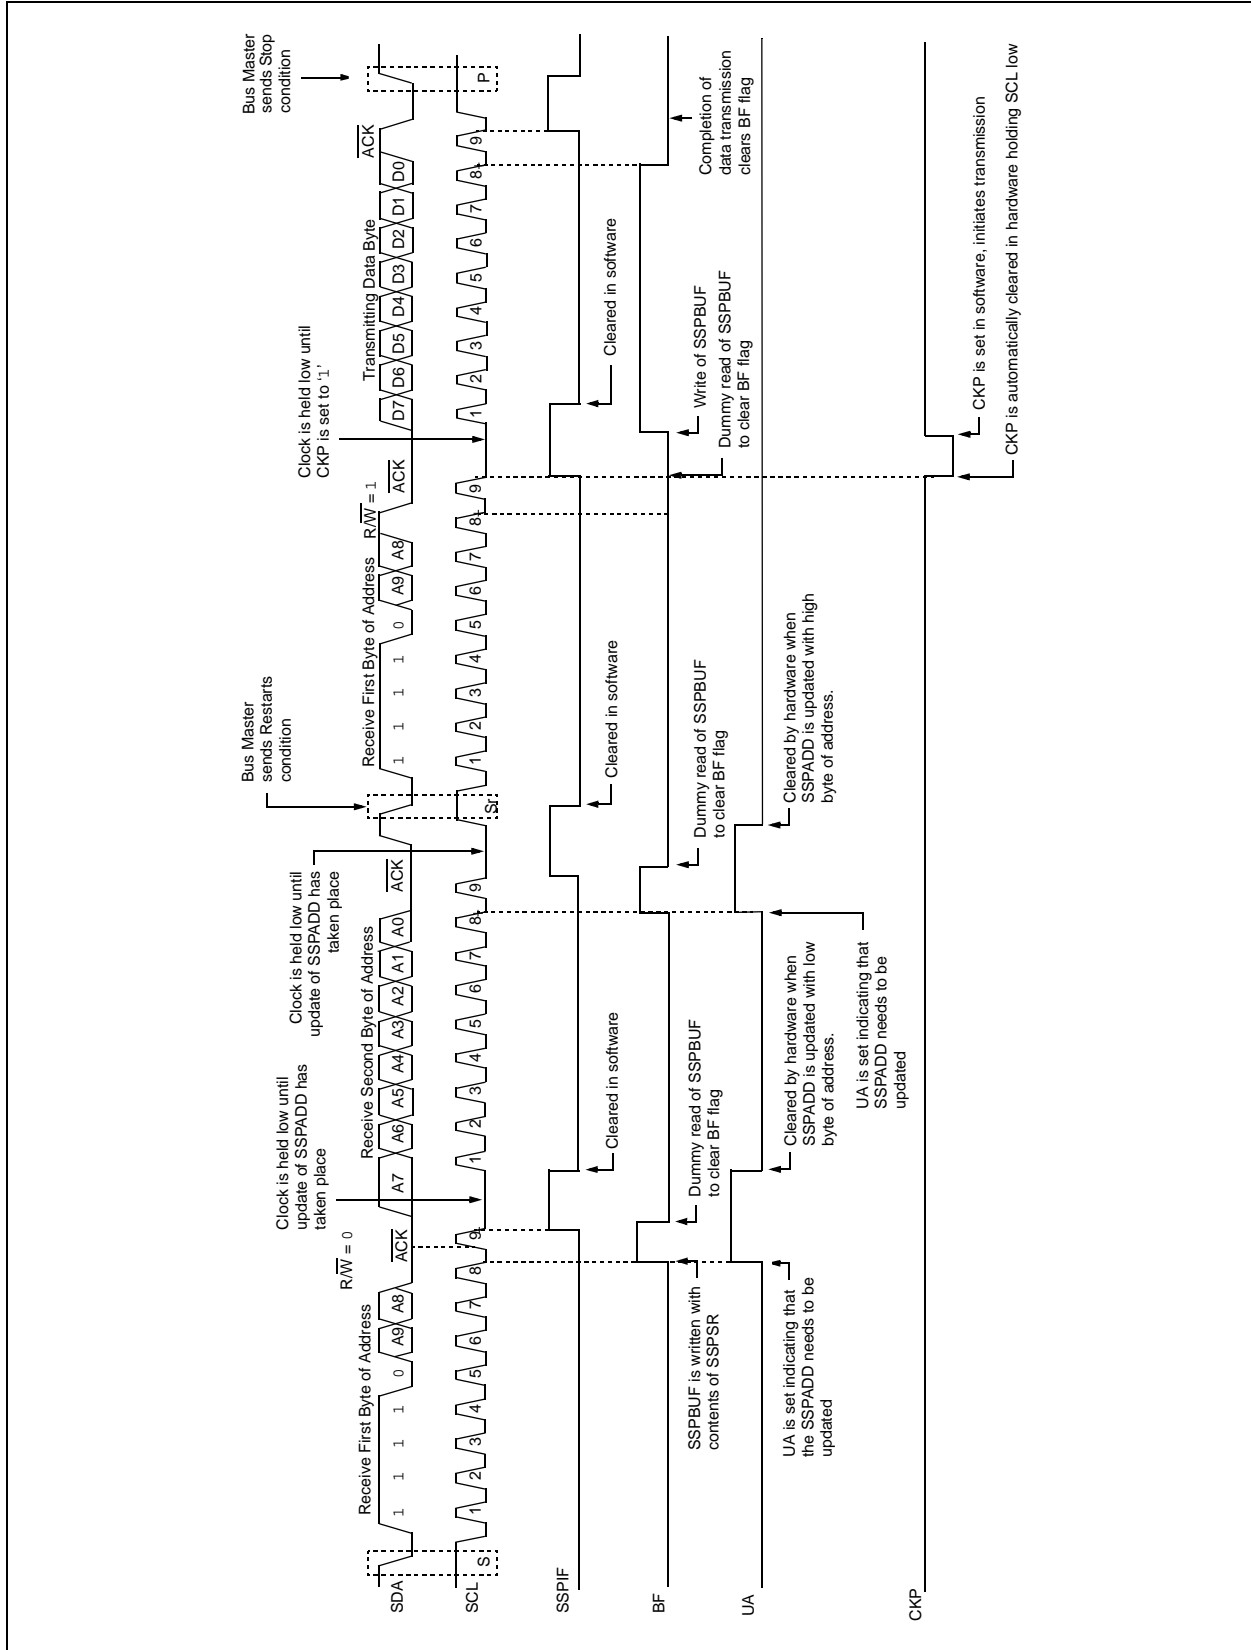 Clock is held low until
update of SSPADD has
taken place
Clock is held low until
update of SSPADD has
taken place
Bus Master
sends Restarts
condition
Clock is held low until
CKP is set to ‘1’
Bus Master
sends Stop
condition
R/W = 0
R/W = 1
Receive First Byte of Address
Receive Second Byte of Address
Receive First Byte of Address
Transmitting Data Byte
ACK
ACK
ACK
ACK
SDA
1 1 1 1 0 A9 A8
A7 A6 A5 A4 A3 A2 A1 A0
1 1 1 1 0 A9 A8
D7 D6 D5 D4 D3 D2 D1 D0
SCL
S 1 2 3 4 5 6 7 8 9
1 2 3 4 5 6 7 8 9
Sr 1 2 3 4 5 6 7 8 9
1 2 3 4 5 6 7 8 9 P
SSPIF
Cleared in software
Cleared in software
Cleared in software
BF
SSPBUF is written with
contents of SSPSR
Dummy read of SSPBUF
to clear BF flag
Dummy read of SSPBUF
to clear BF flag
Write of SSPBUF
Dummy read of SSPBUF
to clear BF flag
Completion of
data transmission
clears BF flag
UA
UA is set indicating that
the SSPADD needs to be
updated
Cleared by hardware when
SSPADD is updated with low
byte of address.
UA is set indicating that
SSPADD needs to be
updated
Cleared by hardware when
SSPADD is updated with high
byte of address.
CKP
CKP is set in software, initiates transmission
CKP is automatically cleared in hardware holding SCL low